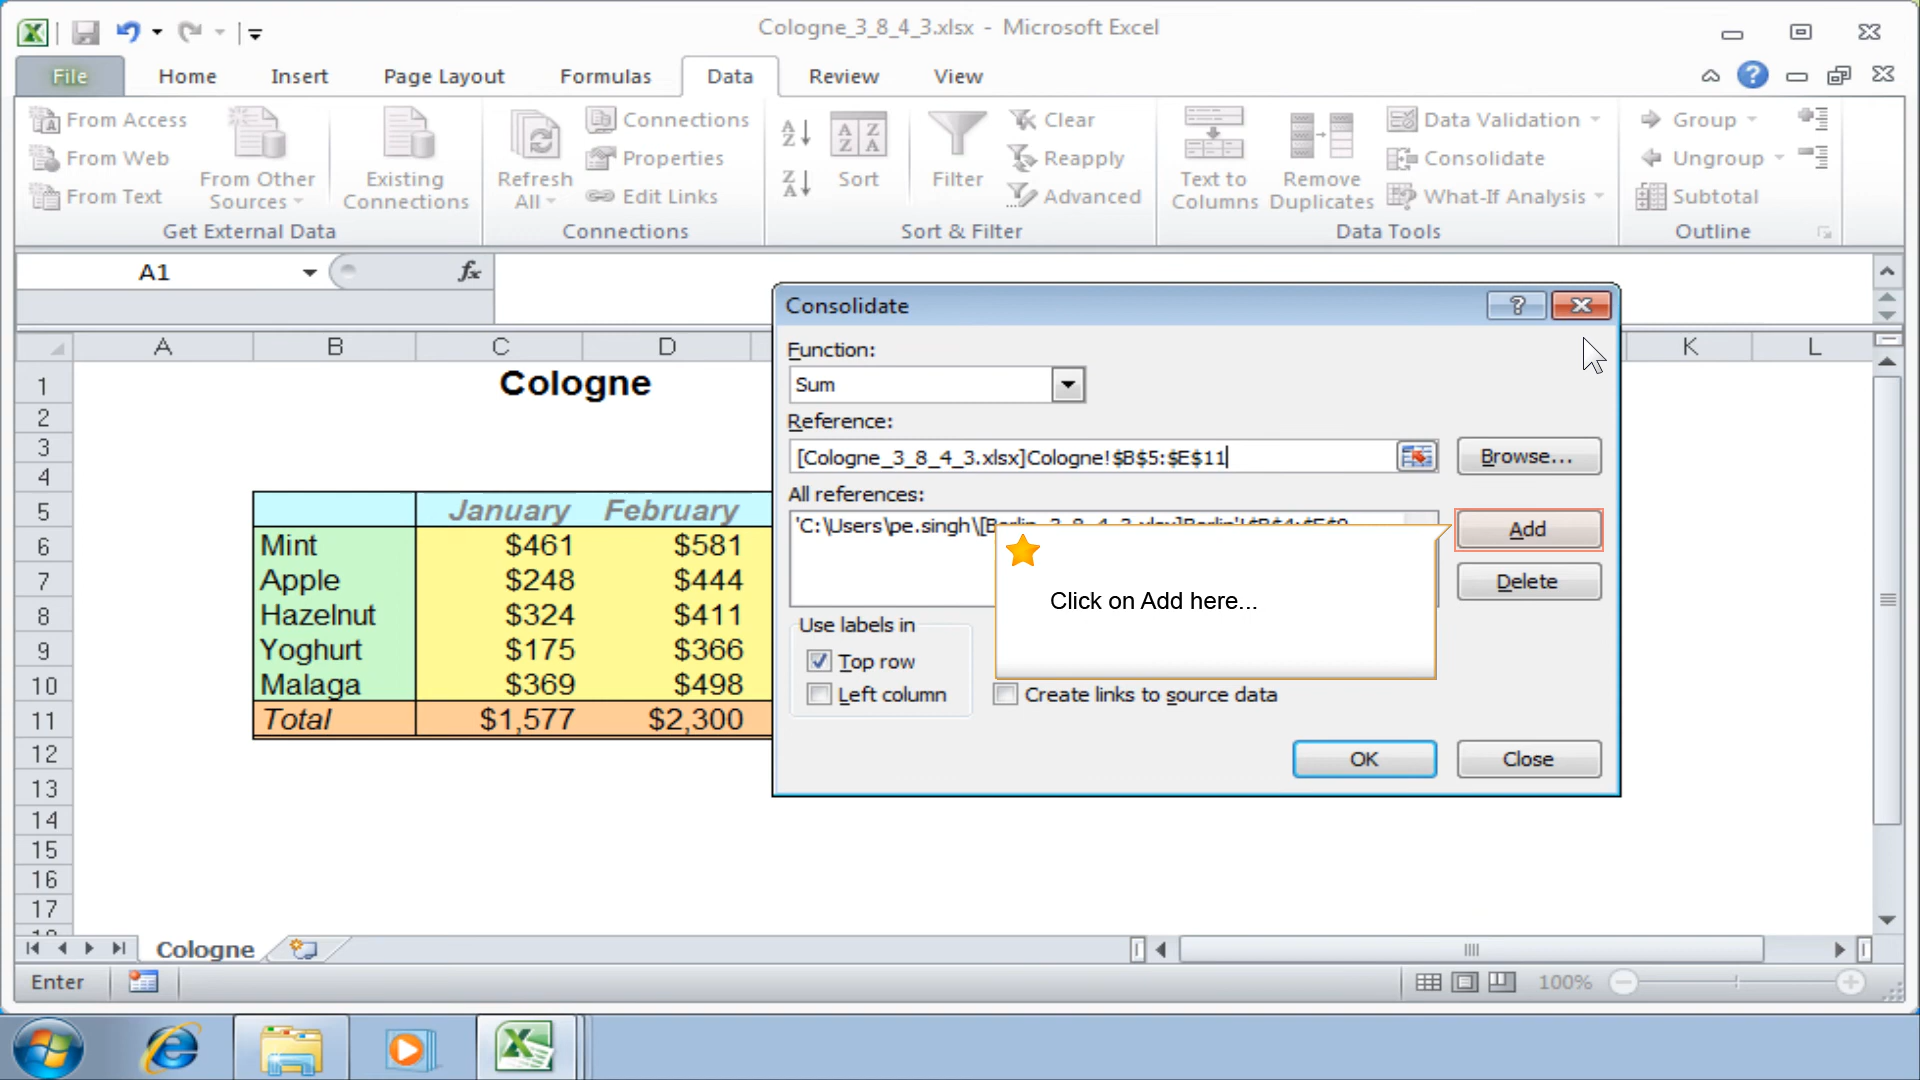 Cologne_3_8_4_3.xlsx - Microsoft Excel
File Home Insert Page Layout Formulas Data Review View
From Access
From Web
From Text
From Other Sources
Existing Connections
Get External Data
Refresh All
Connections
Properties
Edit Links
Connections
Sort
Filter
Clear
Reapply
Advanced
Sort & Filter
Text to Columns
Remove Duplicates
Data Validation
Consolidate
What-If Analysis
Data Tools
Group
Ungroup
Subtotal
Outline
A1 fx
Consolidate
Function:
Sum
Reference:
[Cologne_3_8_4_3.xlsx]Cologne!$B$5:$E$11
Browse...
All references:
'C:\Users\pe.singh\[Berlin_3_8_4_3.xlsx]Berlin'!
Add
Delete
Click on Add here...
Use labels in
Top row
Left column
Create links to source data
OK
Close
A B C D K L
1 Cologne
2
3
4
5 January February
6 Mint $461 $581
7 Apple $248 $444
8 Hazelnut $324 $411
9 Yoghurt $175 $366
10 Malaga $369 $498
11 Total $1,577 $2,300
12
13
14
15
16
17
Cologne
Enter
100%